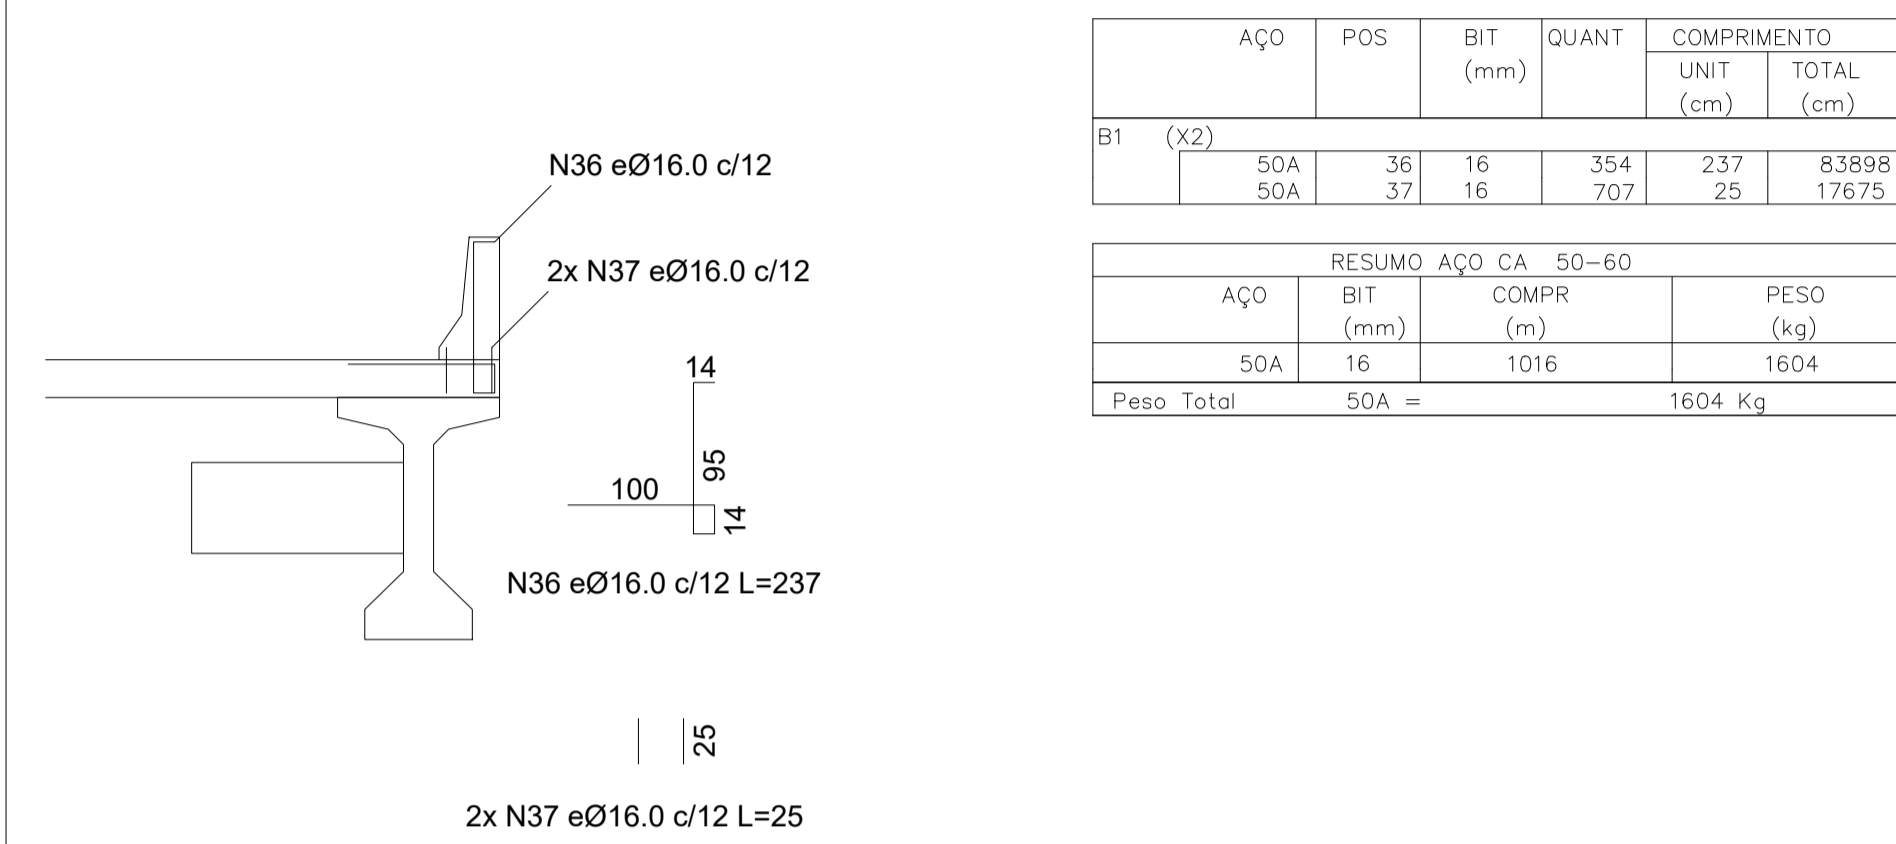 N36 eØ16.0 c/12
2x N37 eØ16.0 c/12
14
95
100
14
N36 eØ16.0 c/12 L=237
25
2x N37 eØ16.0 c/12 L=25
AÇO POS BIT QUANT COMPRIMENTO
(mm) UNIT TOTAL
(cm) (cm)
B1 (X2)
50A 36 16 354 237 83898
50A 37 16 707 25 17675
RESUMO AÇO CA 50-60
AÇO BIT COMPR PESO
(mm) (m) (kg)
50A 16 1016 1604
Peso Total 50A = 1604 Kg